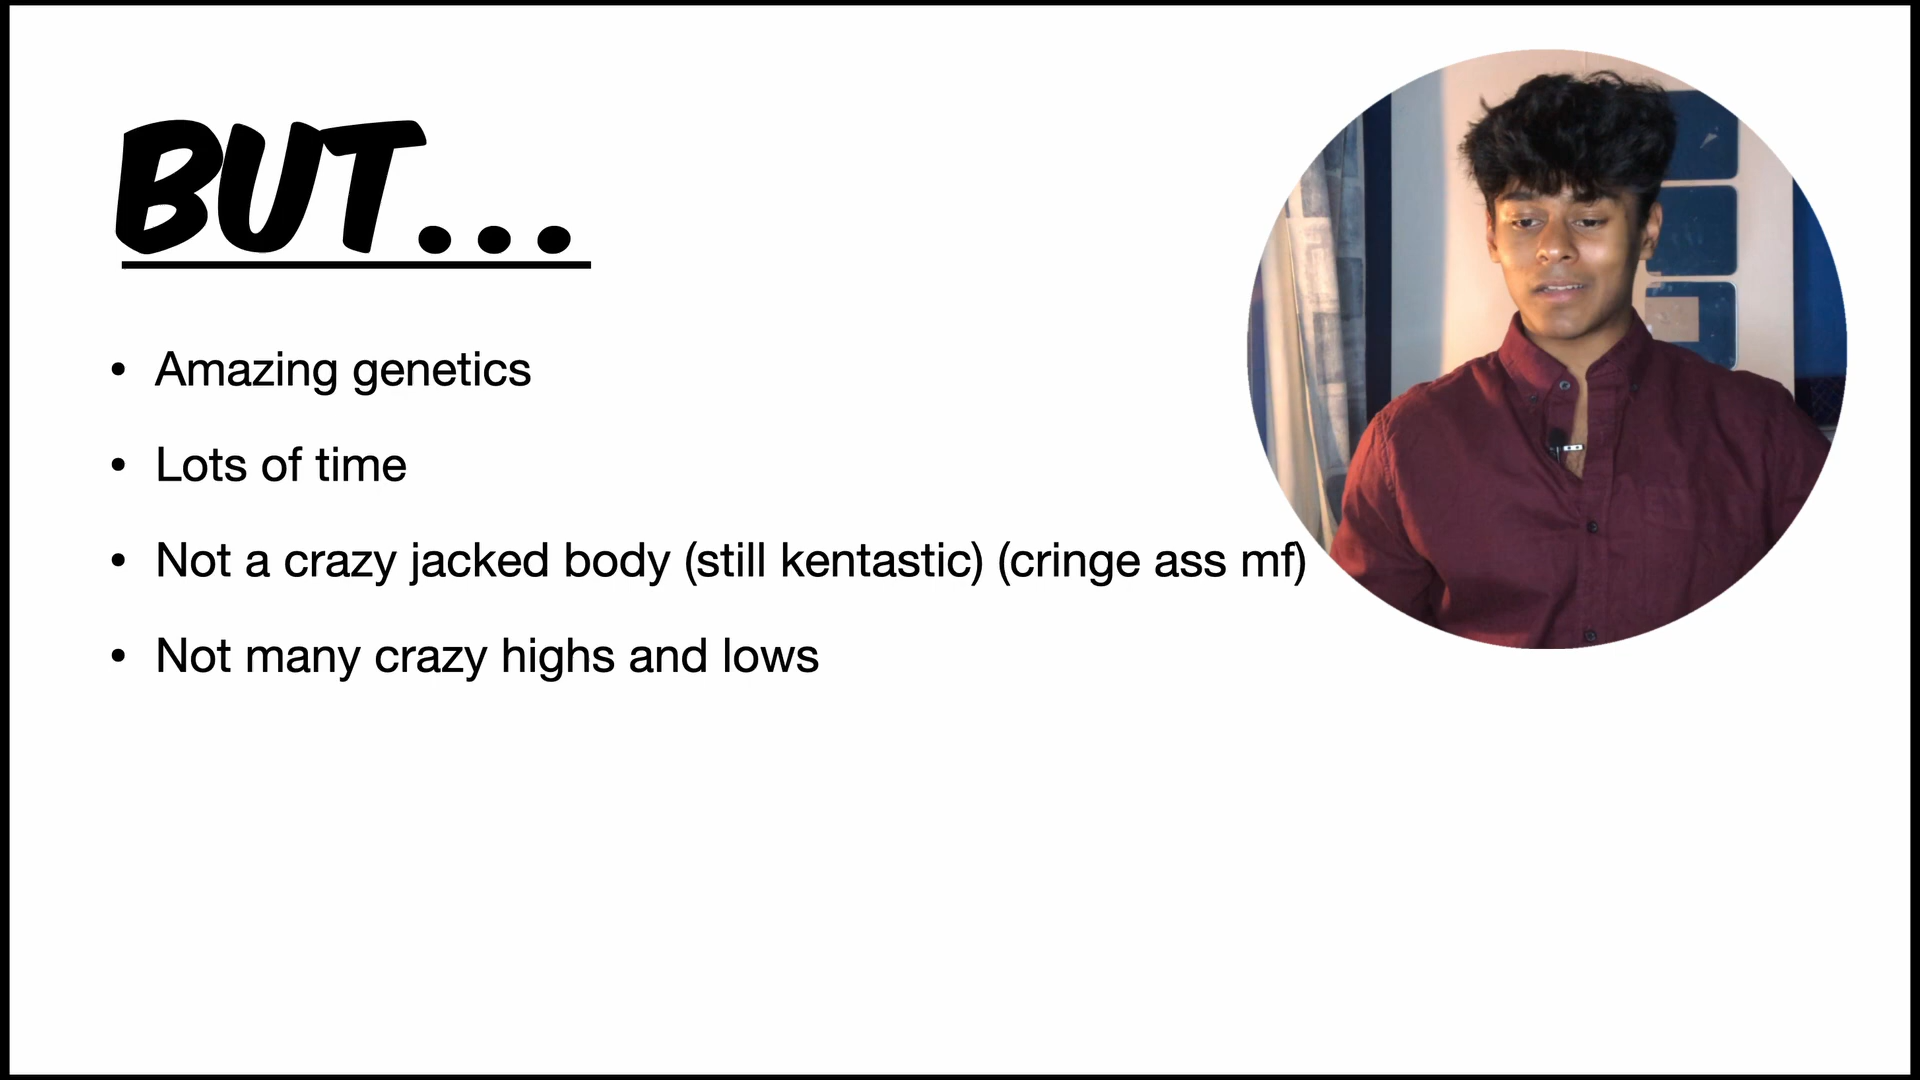 BUT...
• Amazing genetics
• Lots of time
• Not a crazy jacked body (still kentastic) (cringe ass mf)
• Not many crazy highs and lows